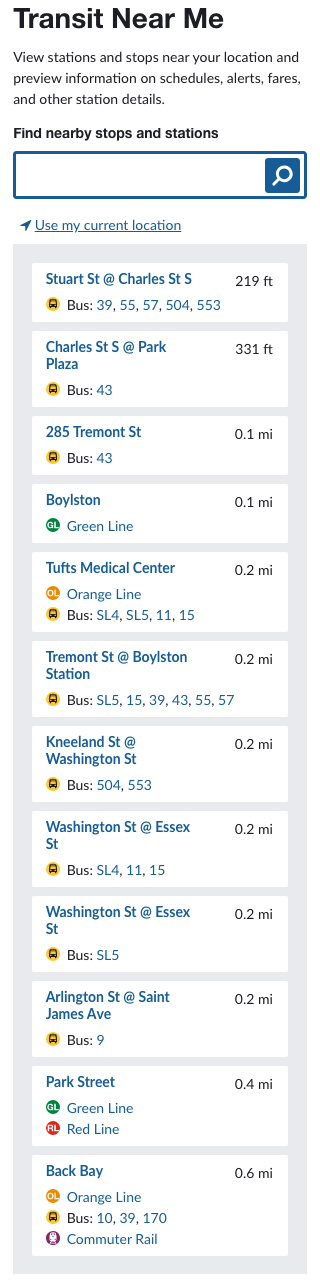 Transit Near Me
View stations and stops near your location and
preview information on schedules, alerts, fares,
and other station details.
Find nearby stops and stations
Use my current location
Stuart St @ Charles St S 219 ft
Bus: 39, 55, 57, 504, 553
Charles St S @ Park 331 ft
Plaza
Bus: 43
285 Tremont St 0.1 mi
Bus: 43
Boylston 0.1 mi
GL Green Line
Tufts Medical Center 0.2 mi
OL Orange Line
Bus: SL4, SL5, 11, 15
Tremont St @ Boylston 0.2 mi
Station
Bus: SL5, 15, 39, 43, 55, 57
Kneeland St @ 0.2 mi
Washington St
Bus: 504, 553
Washington St @ Essex 0.2 mi
St
Bus: SL4, 11, 15
Washington St @ Essex 0.2 mi
St
Bus: SL5
Arlington St @ Saint 0.2 mi
James Ave
Bus: 9
Park Street 0.4 mi
GL Green Line
RL Red Line
Back Bay 0.6 mi
OL Orange Line
Bus: 10, 39, 170
Commuter Rail